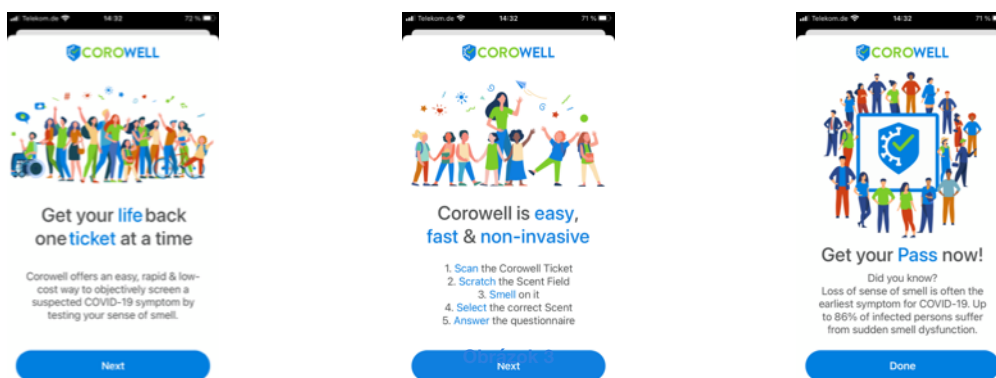 Telekom.de 14:32 72 %
COROWELL
Get your life back
one ticket at a time
Corowell offers an easy, rapid & low-
cost way to objectively screen a
suspected COVID-19 symptom by
testing your sense of smell.
Next
Telekom.de 14:32 71 %
COROWELL
Corowell is easy,
fast & non-invasive
1. Scan the Corowell Ticket
2. Scratch the Scent Field
3. Smell on it
4. Select the correct Scent
5. Answer the questionnaire
Obrázok 3
Next
Telekom.de 14:32 71 %
COROWELL
Get your Pass now!
Did you know?
Loss of sense of smell is often the
earliest symptom for COVID-19. Up
to 86% of infected persons suffer
from sudden smell dysfunction.
Done